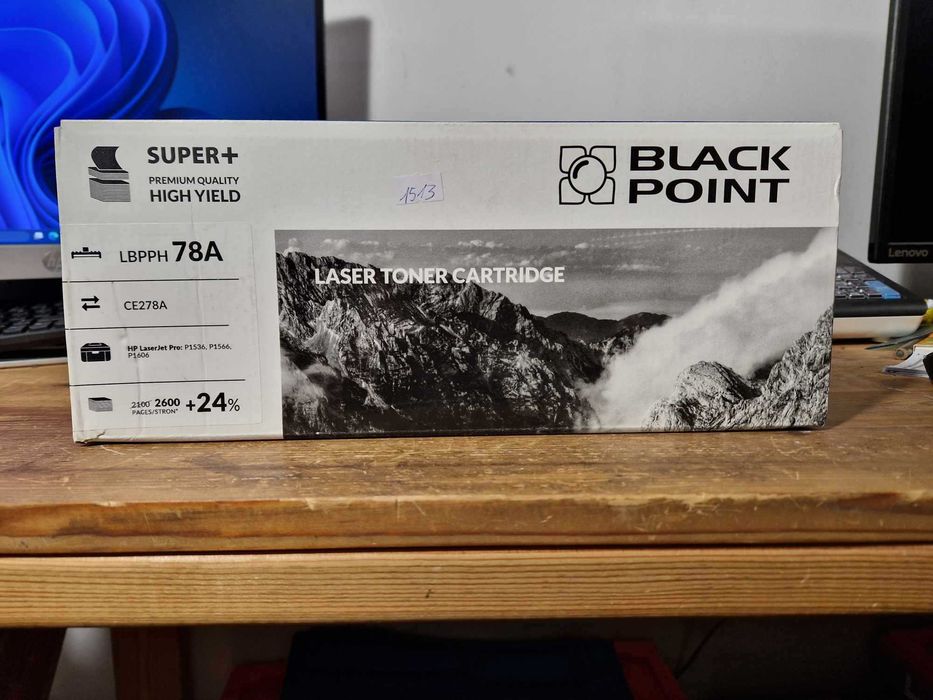 SUPER+
PREMIUM QUALITY
HIGH YIELD
1513
BLACK
POINT
LBPPH 78A
CE278A
HP LaserJet Pro: P1536, P1566,
P1606
2100 2600 +24%
PAGES/STRON*
LASER TONER CARTRIDGE
Lenovo
hp